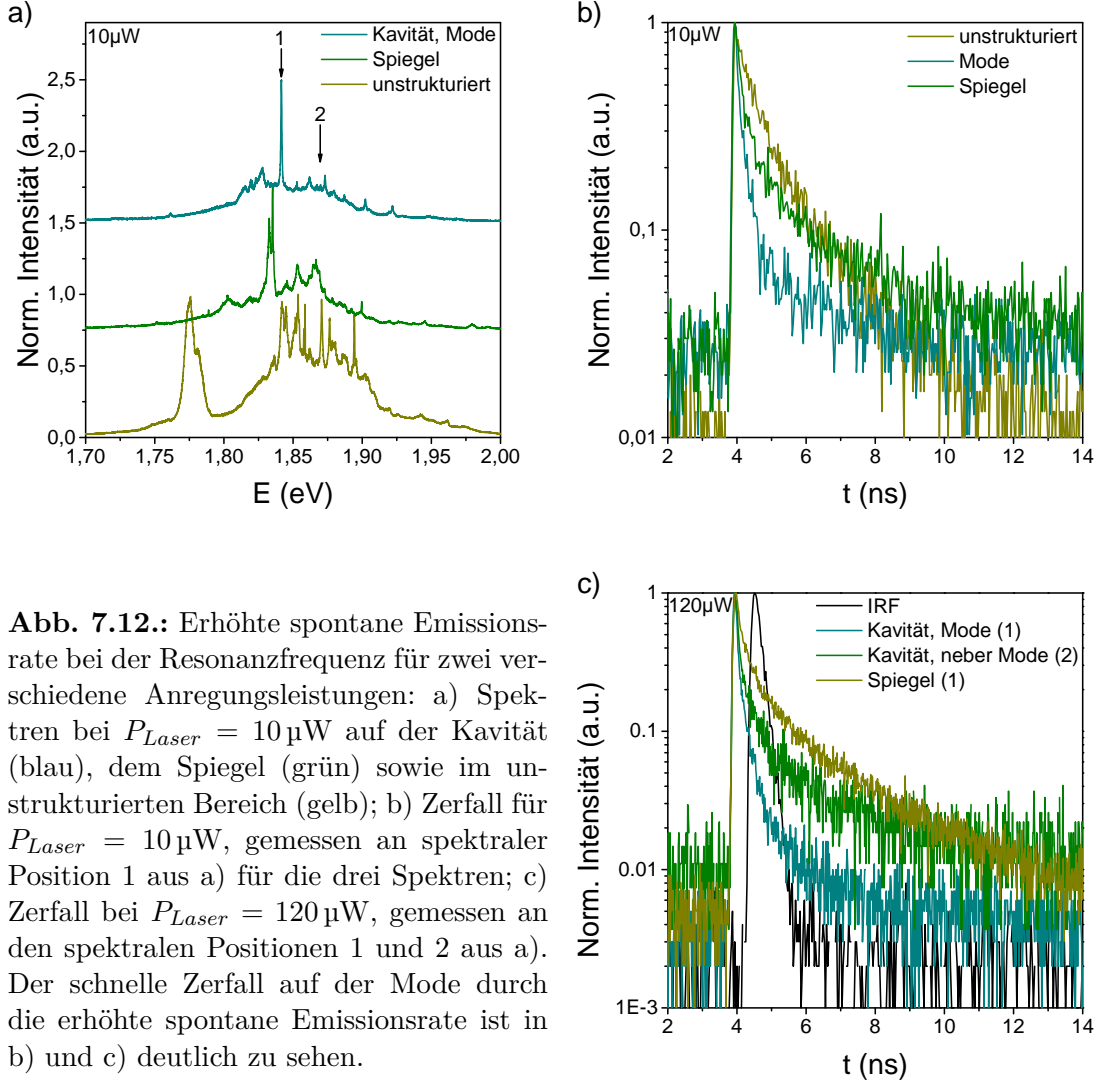 a)
10µW
1
2
Kavität, Mode
Spiegel
unstrukturiert
Norm. Intensität (a.u.)
2,5
2,0
1,5
1,0
0,5
0,0
1,70 1,75 1,80 1,85 1,90 1,95 2,00
E (eV)
b)
10µW
unstrukturiert
Mode
Spiegel
Norm. Intensität (a.u.)
1
0,1
0,01
2 4 6 8 10 12 14
t (ns)
Abb. 7.12.: Erhöhte spontane Emissions-
rate bei der Resonanzfrequenz für zwei ver-
schiedene Anregungsleistungen: a) Spek-
tren bei P_Laser = 10 µW auf der Kavität
(blau), dem Spiegel (grün) sowie im un-
strukturierten Bereich (gelb); b) Zerfall für
P_Laser = 10 µW, gemessen an spektraler
Position 1 aus a) für die drei Spektren; c)
Zerfall bei P_Laser = 120 µW, gemessen an
den spektralen Positionen 1 und 2 aus a).
Der schnelle Zerfall auf der Mode durch
die erhöhte spontane Emissionsrate ist in
b) und c) deutlich zu sehen.
c)
120µW
IRF
Kavität, Mode (1)
Kavität, neber Mode (2)
Spiegel (1)
Norm. Intensität (a.u.)
1
0.1
0.01
1E-3
2 4 6 8 10 12 14
t (ns)